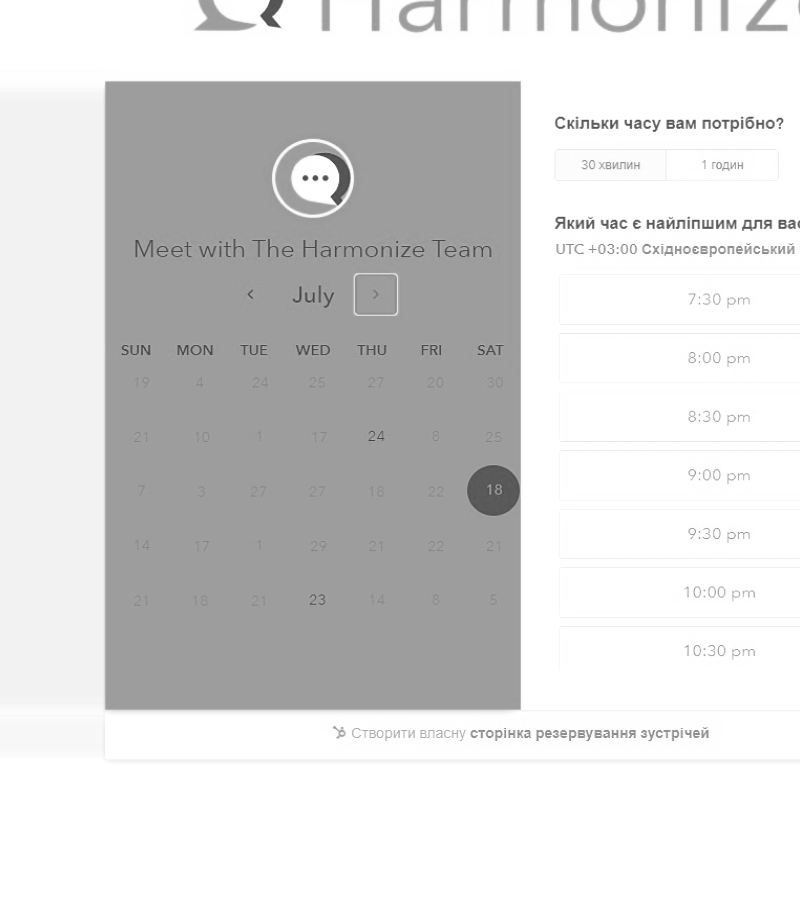 Harmonize
Скільки часу вам потрібно?
30 хвилин
1 годин
Meet with The Harmonize Team
July
Який час є найліпшим для вас
UTC +03:00 Східноєвропейський
SUN MON TUE WED THU FRI SAT
19 4 24 25 27 20 30
21 10 1 17 24 8 25
7 3 27 27 18 22 18
14 17 1 29 21 22 21
21 18 21 23 14 8 5
7:30 pm
8:00 pm
8:30 pm
9:00 pm
9:30 pm
10:00 pm
10:30 pm
Створити власну сторінка резервування зустрічей